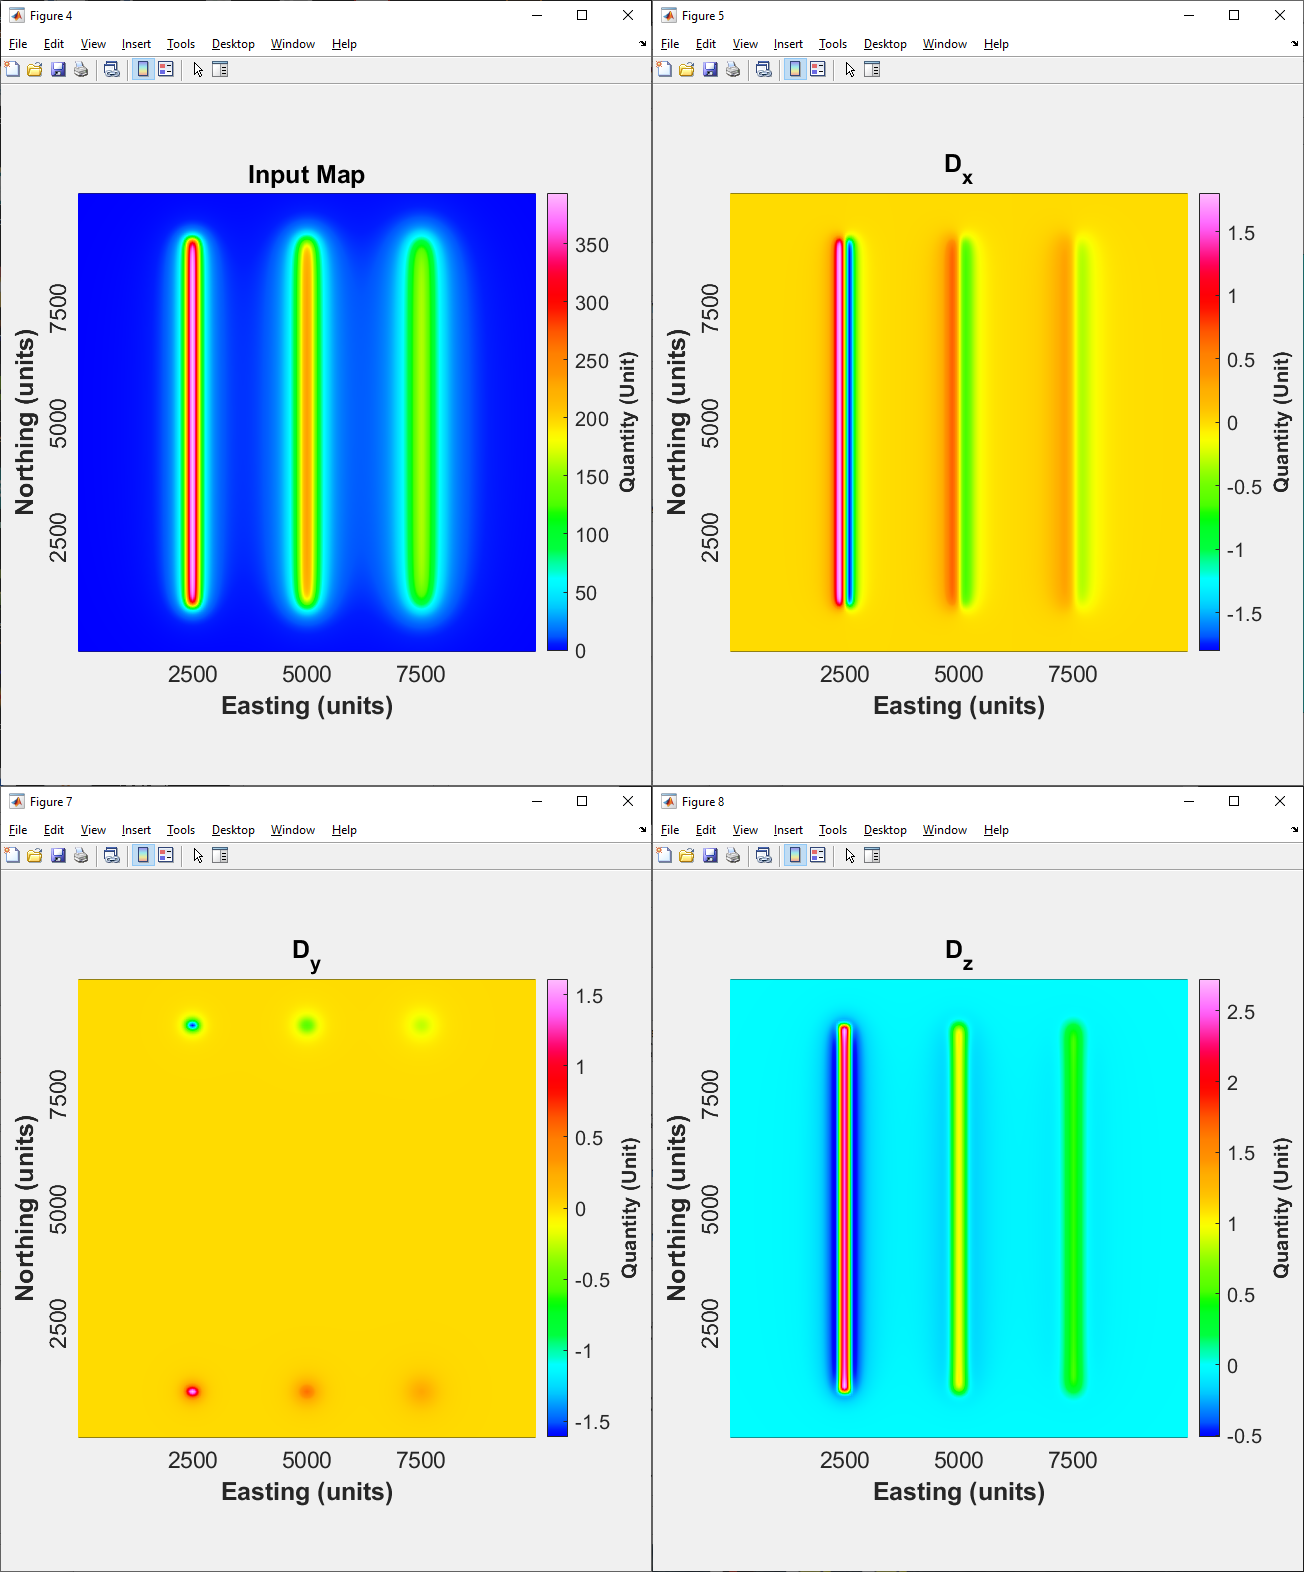 Figure 4
File Edit View Insert Tools Desktop Window Help
Input Map
Northing (units)
7500
5000
2500
2500 5000 7500
Easting (units)
350
300
250
200
150
100
50
0
Quantity (Unit)
Figure 5
File Edit View Insert Tools Desktop Window Help
Dx
Northing (units)
7500
5000
2500
2500 5000 7500
Easting (units)
1.5
1
0.5
0
-0.5
-1
-1.5
Quantity (Unit)
Figure 7
File Edit View Insert Tools Desktop Window Help
Dy
Northing (units)
7500
5000
2500
2500 5000 7500
Easting (units)
1.5
1
0.5
0
-0.5
-1
-1.5
Quantity (Unit)
Figure 8
File Edit View Insert Tools Desktop Window Help
Dz
Northing (units)
7500
5000
2500
2500 5000 7500
Easting (units)
2.5
2
1.5
1
0.5
0
-0.5
Quantity (Unit)